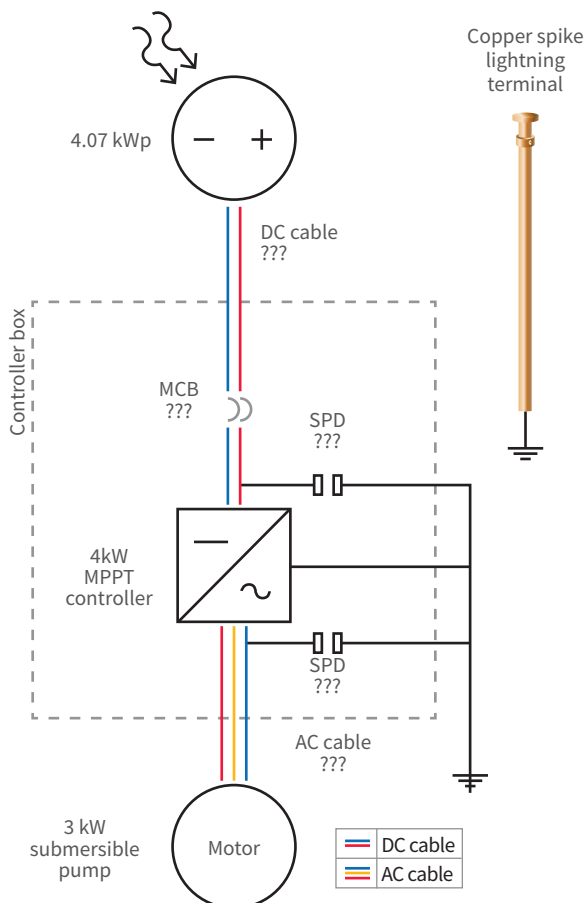 Copper spike
lightning
terminal
4.07 kWp
− +
DC cable
???
Controller box
MCB
???
SPD
???
4kW
MPPT
controller
SPD
???
AC cable
???
3 kW
submersible
pump
Motor
DC cable
AC cable